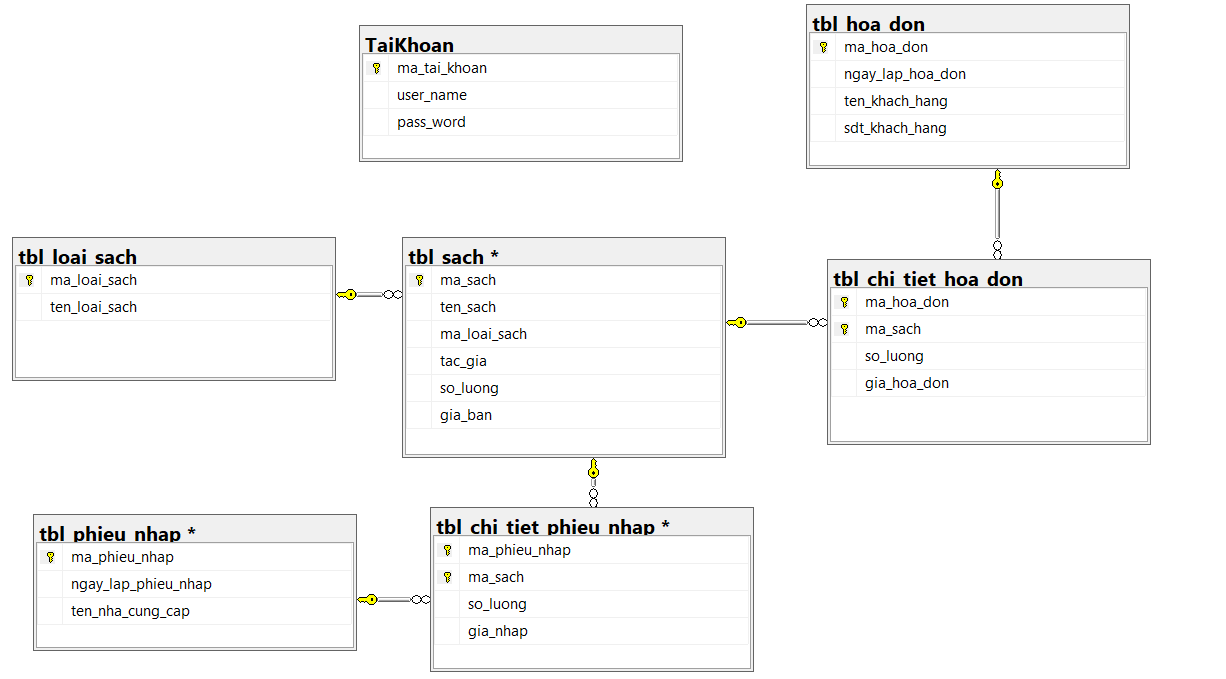 TaiKhoan
ma_tai_khoan
user_name
pass_word
tbl_hoa_don
ma_hoa_don
ngay_lap_hoa_don
ten_khach_hang
sdt_khach_hang
tbl_loai_sach
ma_loai_sach
ten_loai_sach
tbl_sach *
ma_sach
ten_sach
ma_loai_sach
tac_gia
so_luong
gia_ban
tbl_chi_tiet_hoa_don
ma_hoa_don
ma_sach
so_luong
gia_hoa_don
tbl_phieu_nhap *
ma_phieu_nhap
ngay_lap_phieu_nhap
ten_nha_cung_cap
tbl_chi_tiet_phieu_nhap *
ma_phieu_nhap
ma_sach
so_luong
gia_nhap